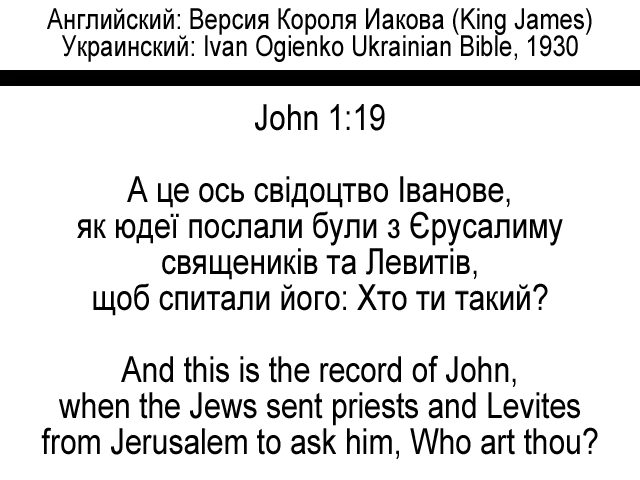 Английский: Версия Короля Иакова (King James)
Украинский: Ivan Ogienko Ukrainian Bible, 1930
John 1:19
А це ось свідоцтво Іванове,
як юдеї послали були з Єрусалиму
священиків та Левитів,
щоб спитали його: Хто ти такий?
And this is the record of John,
when the Jews sent priests and Levites
from Jerusalem to ask him, Who art thou?